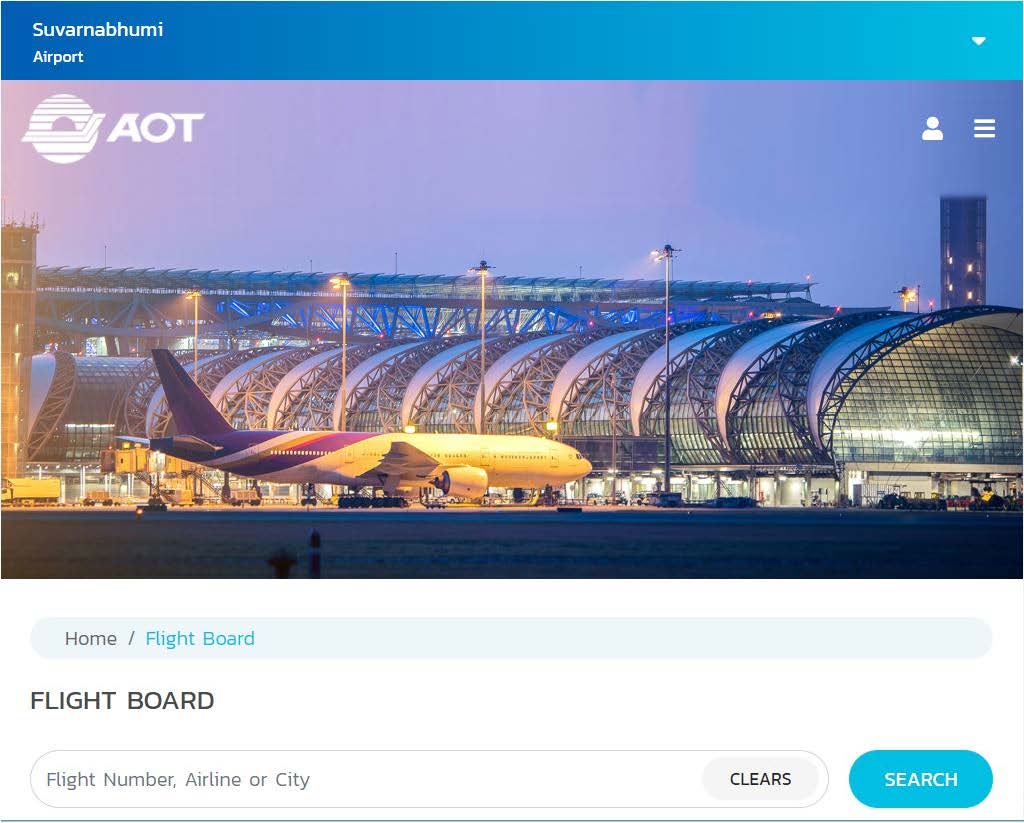 Suvarnabhumi
Airport
AOT
Home / Flight Board
FLIGHT BOARD
Flight Number, Airline or City
CLEARS
SEARCH